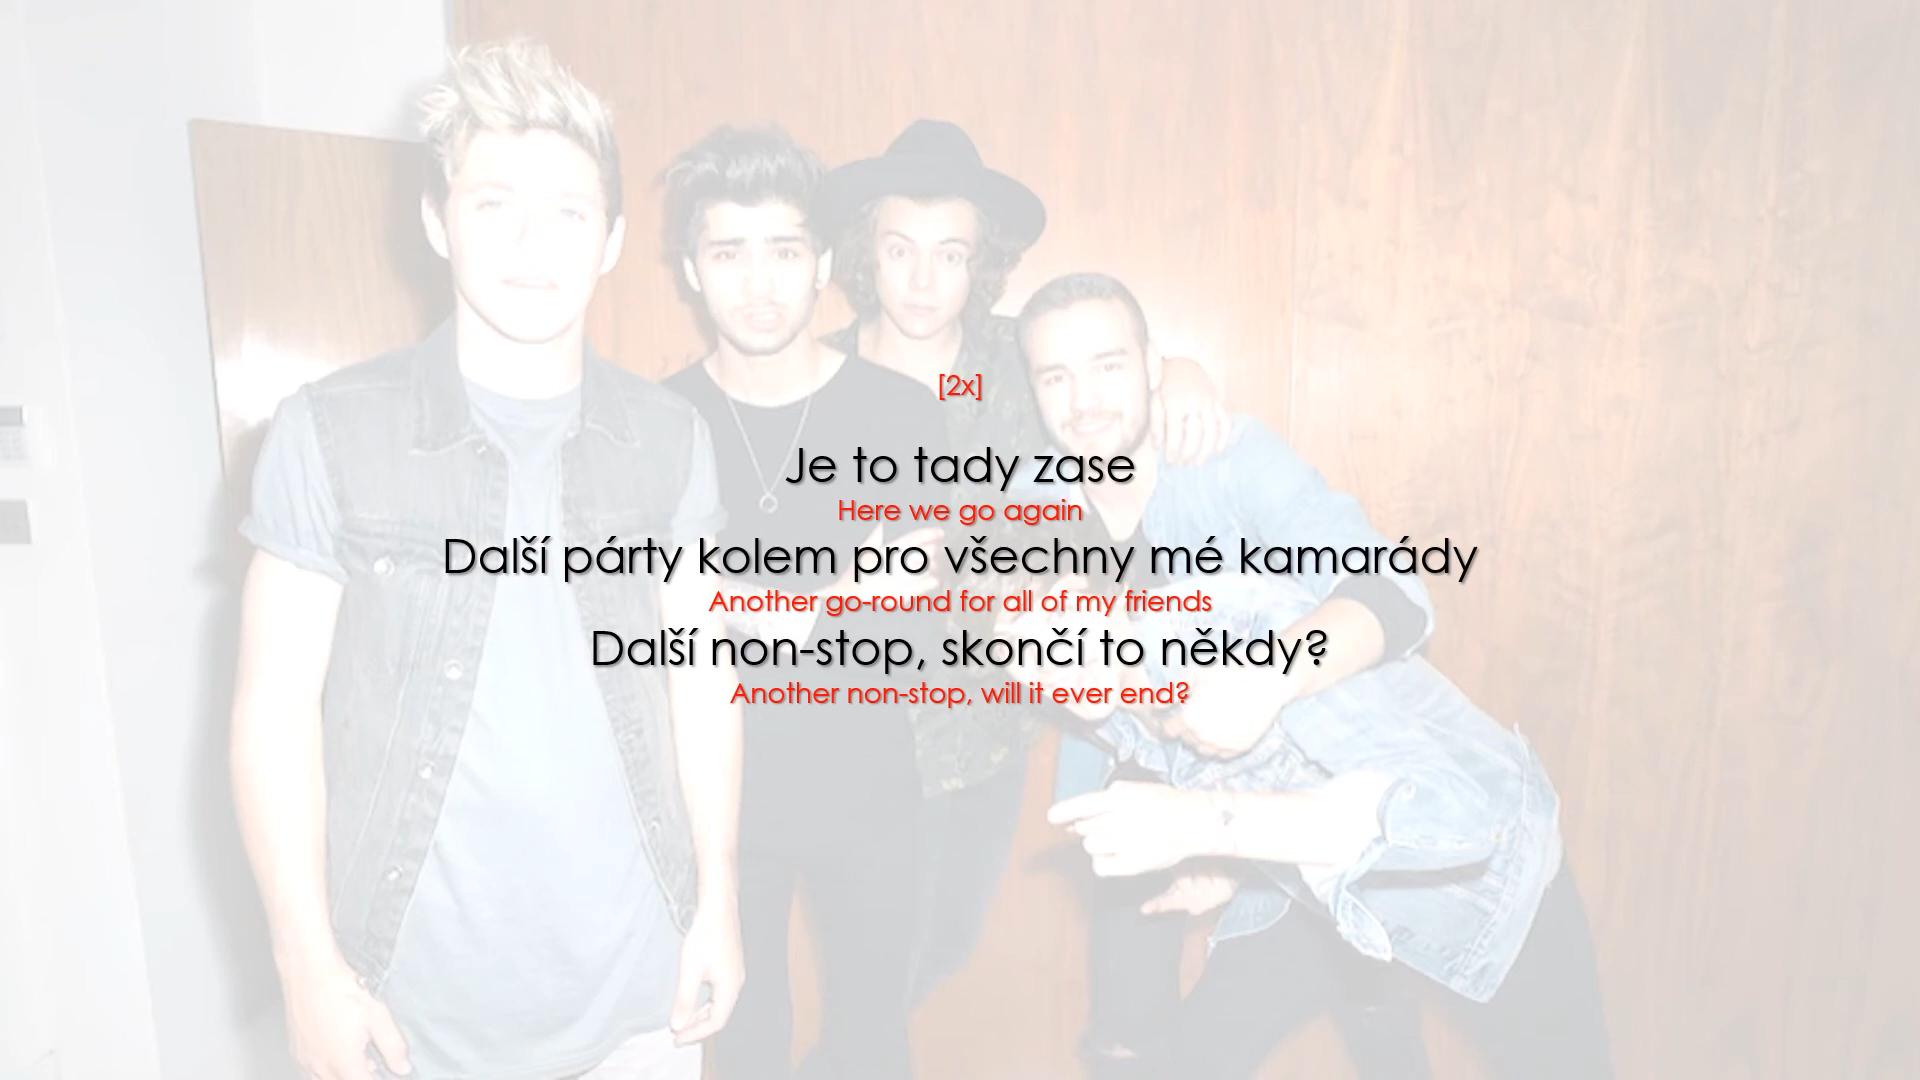 [2x]
Je to tady zase
Here we go again
Další párty kolem pro všechny mé kamarády
Another go-round for all of my friends
Další non-stop, skončí to někdy?
Another non-stop, will it ever end?